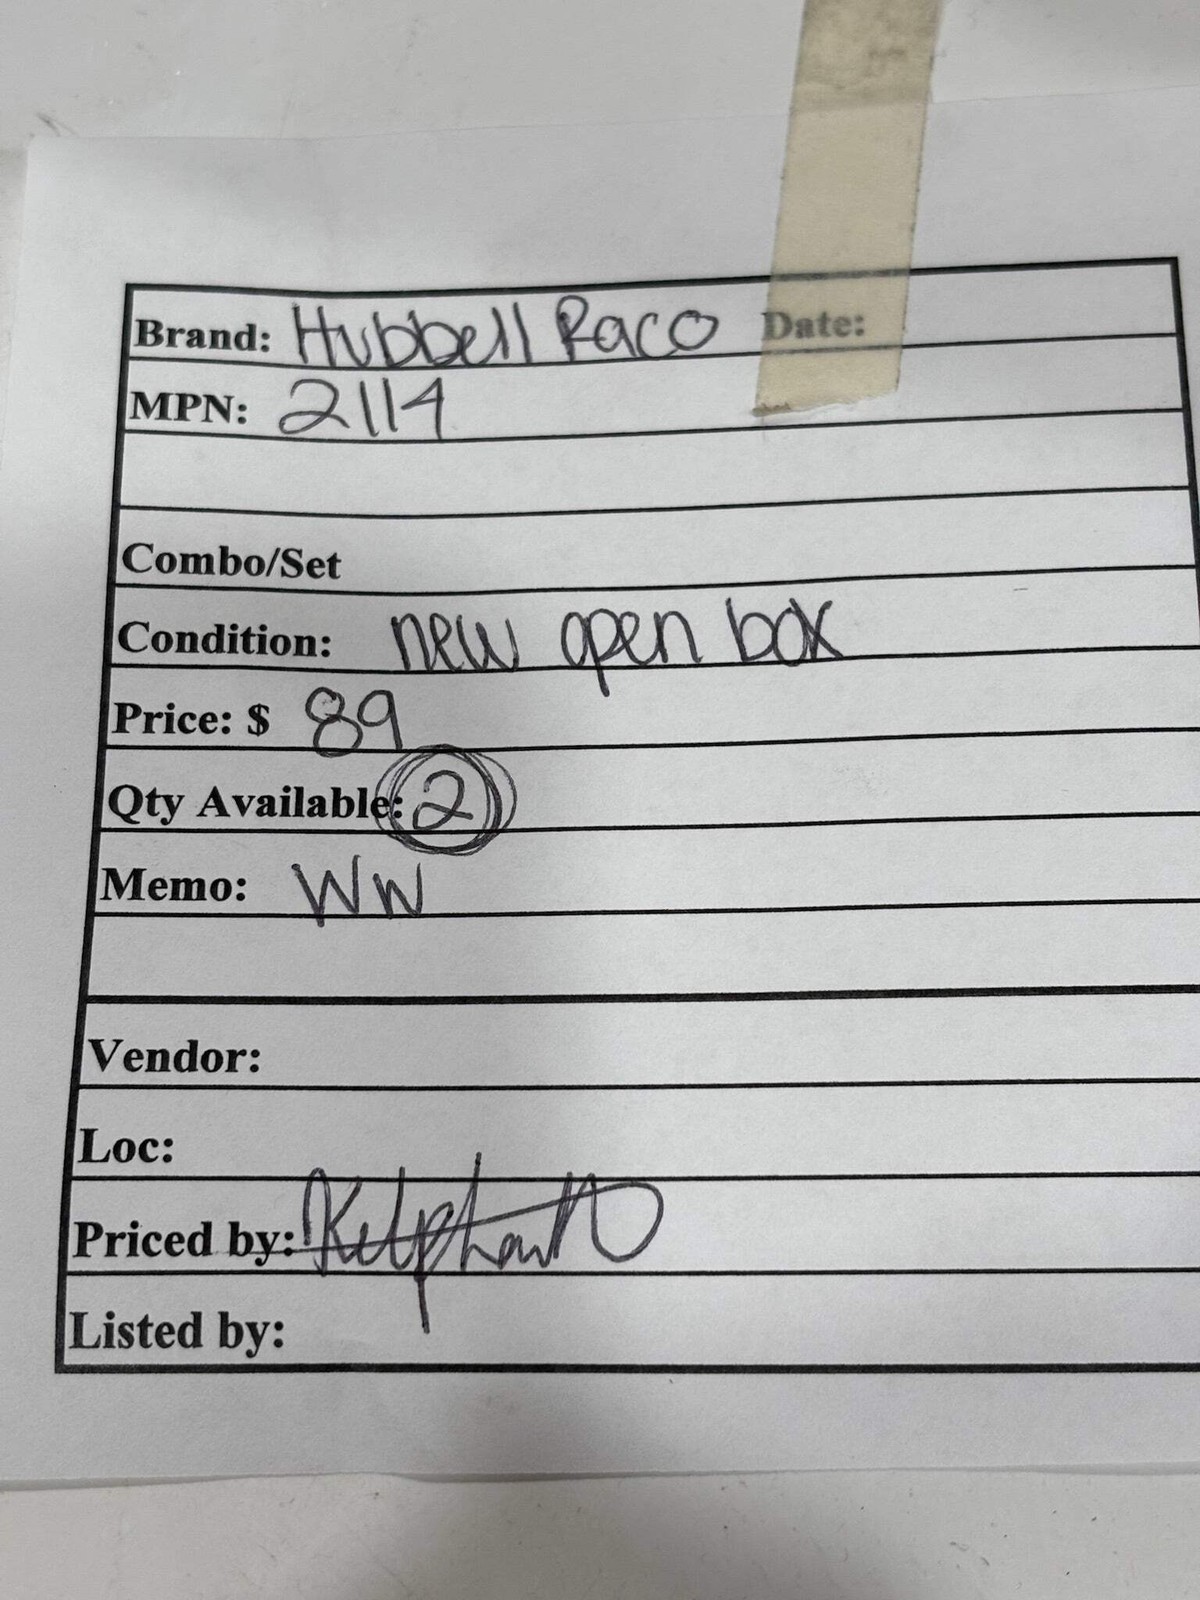 Brand: Hubbell Raco Date:
MPN: 2114
Combo/Set
Condition: new open box
Price: $ 89
Qty Available: 2
Memo: WW
Vendor:
Loc:
Priced by:
Listed by: